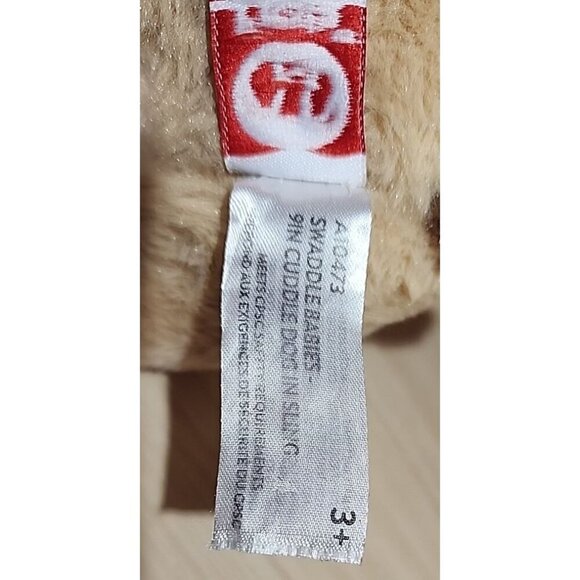 A10473
SWADDLE BABIES -
9IN CUDDLE DOG IN SLING
MEETS CPSC SAFETY REQUIREMENTS
RÉPOND AUX EXIGENCES DE SÉCURITÉ DU CPSC
3+